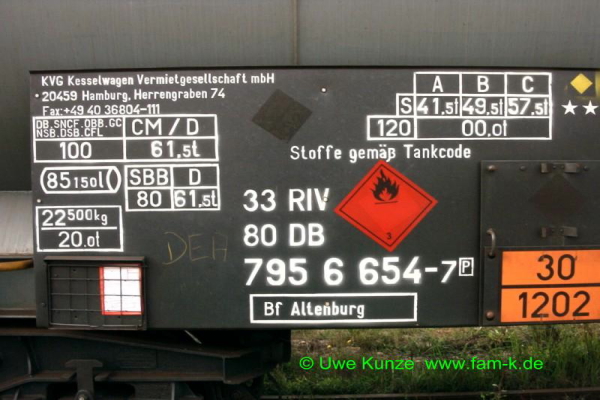 KVG Kesselwagen Vermietgesellschaft mbH
20459 Hamburg, Herrengraben 74
Fax:+49 40 36804-111
DB.SNCF.ÖBB.GC
NSB.DSB.CFL
CM/D
100
61,5t
85150l
SBB D
80 61,5t
22500kg
20.0t
A B C
S 41.5t 49.5t 57.5t
120 00.0t
Stoffe gemäß Tankcode
33 RIV
80 DB
795 6 654-7 P
3
Bf Altenburg
DEA
30
1202
© Uwe Kunze www.fam-k.de